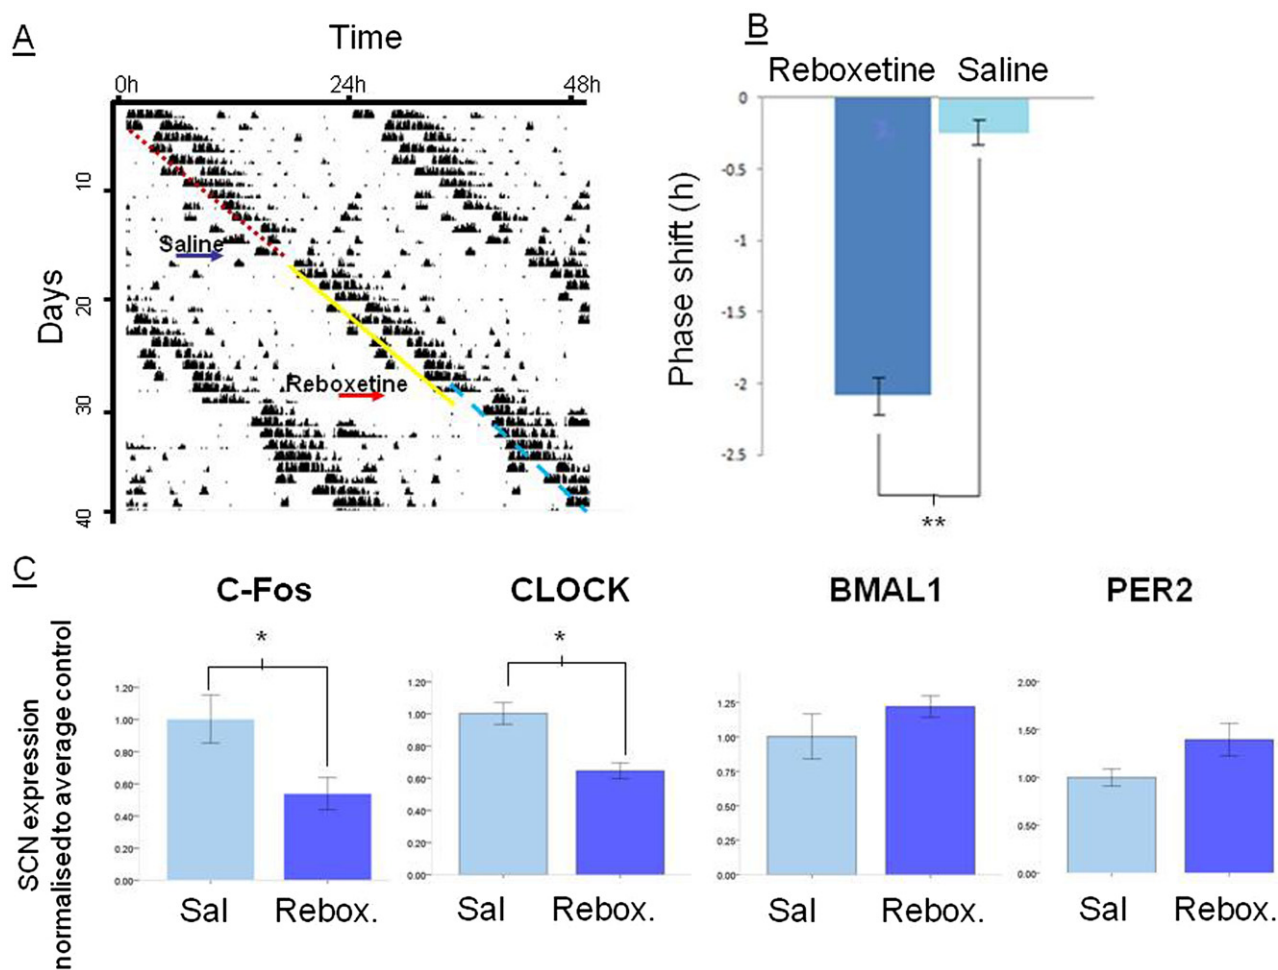 A
Time
0h 24h 48h
Days
10
20
30
40
Saline
Reboxetine
B
Reboxetine Saline
Phase shift (h)
0
-0.5
-1
-1.5
-2
-2.5
**
C
C-Fos CLOCK BMAL1 PER2
SCN expression
normalisedto average control
*
1.20
1.00
0.80
0.60
0.40
0.20
0.00
Sal Rebox.
*
1.00
0.80
0.60
0.40
0.20
0.00
Sal Rebox.
1.25
1.00
0.75
0.50
0.25
0.00
Sal Rebox.
2.00
1.50
1.00
0.50
0.00
Sal Rebox.